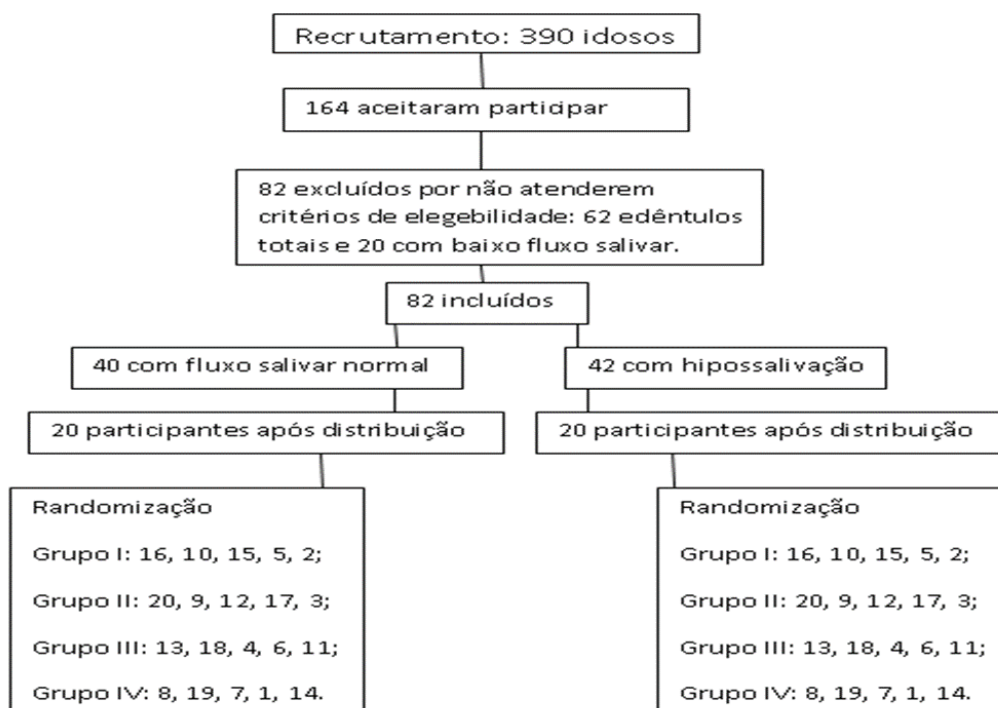 Recrutamento: 390 idosos
164 aceitaram participar
82 excluídos por não atenderem
critérios de elegebilidade: 62 edêntulos
totais e 20 com baixo fluxo salivar.
82 incluídos
40 com fluxo salivar normal
42 com hipossalivação
20 participantes após distribuição
20 participantes após distribuição
Randomização
Grupo I: 16, 10, 15, 5, 2;
Grupo II: 20, 9, 12, 17, 3;
Grupo III: 13, 18, 4, 6, 11;
Grupo IV: 8, 19, 7, 1, 14.
Randomização
Grupo I: 16, 10, 15, 5, 2;
Grupo II: 20, 9, 12, 17, 3;
Grupo III: 13, 18, 4, 6, 11;
Grupo IV: 8, 19, 7, 1, 14.